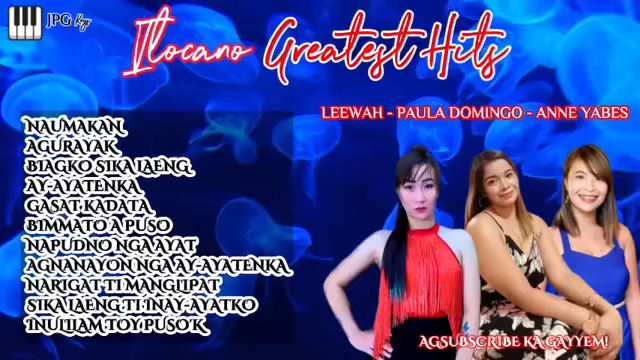 JPG Keys
Ilocano Greatest Hits
LEEWAH - PAULA DOMINGO - ANNE YABES
NAUMAKAN
AGURAYAK
BIAGKO SIKA LAENG
AY-AYATENKA
GASAT KADATA
BIMMATO A PUSO
NAPUDNO NGA AYAT
AGNANAYON NGA AY-AYATENKA
NARIGAT TI MANGLIPAT
SIKA LAENG TI INAY-AYATKO
INULILAM TOY PUSO'K
AGSUBSCRIBE KA GAYYEM!